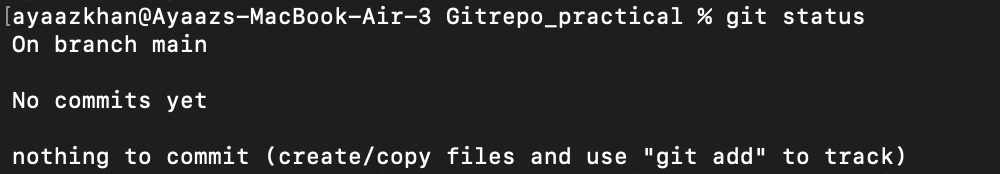 [ayaazkhan@Ayaazs-MacBook-Air-3 Gitrepo_practical % git status
On branch main
No commits yet
nothing to commit (create/copy files and use "git add" to track)